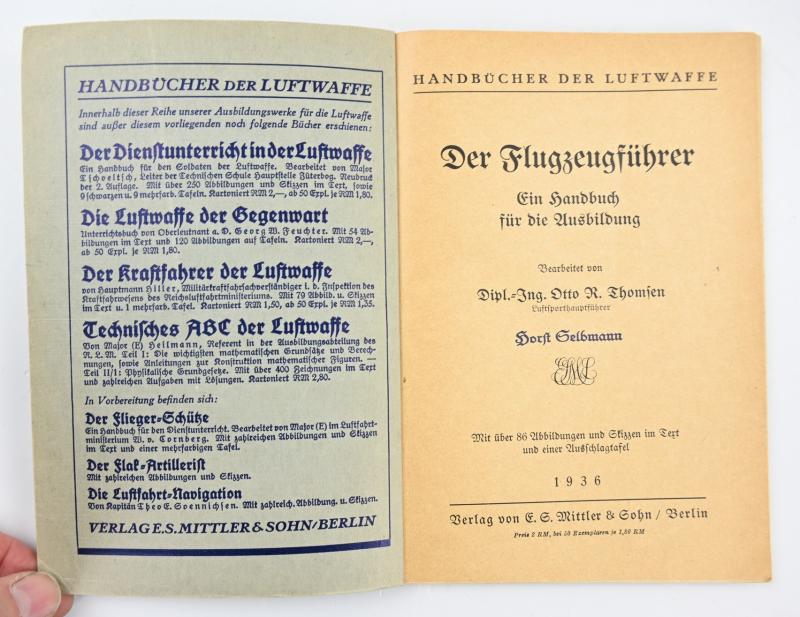 HANDBÜCHER DER LUFTWAFFE
Innerhalb dieser Reihe unserer Ausbildungswerke für die Luftwaffe
sind außer diesem vorliegenden noch folgende Bücher erschienen:
Der Dienstunterricht in der Luftwaffe
Ein Handbuch für den Soldaten der Luftwaffe. Bearbeitet von Major
Tschoeltsch, Leiter der Technischen Schule Hauptstelle Jüterbog. Neudruck
der 2. Auflage. Mit über 250 Abbildungen und Skizzen im Text, sowie
9 schwarzen u. 9 mehrfarb. Tafeln. Kartoniert RM 2,—, ab 50 Expl. je RM 1,80.
Die Luftwaffe der Gegenwart
Unterrichtsbuch von Oberleutnant a. D. Georg W. Feuchter. Mit 54 Ab-
bildungen im Text und 120 Abbildungen auf Tafeln. Kartoniert RM 2,—,
ab 50 Expl. je RM 1,80.
Der Kraftfahrer der Luftwaffe
von Hauptmann Hiller, Militärkraftfahrsachverständiger i. d. Inspektion des
Kraftfahrwesens des Reichsluftfahrtministeriums. Mit 79 Abbild. u. Skizzen
im Text u. 1 mehrfarb. Tafel. Kartoniert RM 1,50, ab 50 Expl. je RM 1,35.
Technisches ABC der Luftwaffe
Von Major (E) Heilmann, Referent in der Ausbildungsabteilung des
R. L. M. Teil 1: Die wichtigsten mathematischen Grundsätze und Berech-
nungen, sowie Anleitungen zur Konstruktion mathematischer Figuren. —
Teil II/1: Physikalische Grundgesetze. Mit über 400 Zeichnungen im Text
und zahlreichen Aufgaben mit Lösungen. Kartoniert RM 2,80.
In Vorbereitung befinden sich:
Der Flieger-Schütze
Ein Handbuch für den Dienstunterricht. Bearbeitet von Major (E) im Luftfahrt-
ministerium W. v. Cornberg. Mit zahlreichen Abbildungen und Skizzen
im Text und einer mehrfarbigen Tafel.
Der Flak-Artillerist
Mit zahlreichen Abbildungen und Skizzen.
Die Luftfahrt-Navigation
Von Kapitän Theo E. Soennichsen. Mit zahlreich. Abbildung. u. Skizzen.
VERLAG E. S. MITTLER & SOHN / BERLIN
HANDBÜCHER DER LUFTWAFFE
Der Flugzeugführer
Ein Handbuch
für die Ausbildung
Bearbeitet von
Dipl.-Ing. Otto R. Thomsen
Luftsporthauptführer
Horst Selbmann
Mit über 86 Abbildungen und Skizzen im Text
und einer Ausschlagtafel
1936
Verlag von E. S. Mittler & Sohn / Berlin
Preis 2 RM, bei 50 Exemplaren je 1,80 RM